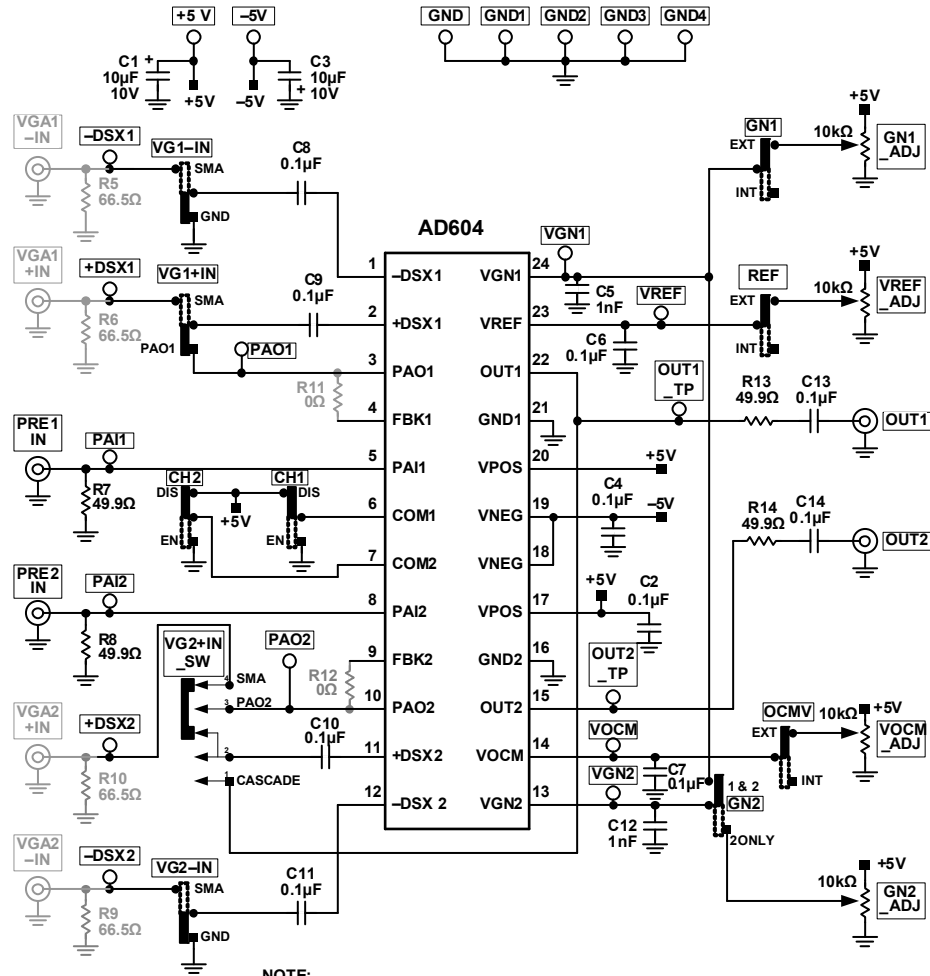 +5 V
–5V
GND
GND1
GND2
GND3
GND4
C1
10µF
10V
+
+5V
–5V
C3
10µF
10V
+
VGA1
–IN
–DSX1
R5
66.5Ω
VG1–IN
SMA
GND
C8
0.1µF
GN1
EXT
INT
+5V
10kΩ
GN1
_ADJ
AD604
VGA1
+IN
+DSX1
R6
66.5Ω
VG1+IN
SMA
PAO1
C9
0.1µF
PAO1
R11
0Ω
1
–DSX1
2
+DSX1
3
PAO1
4
FBK1
5
PAI1
6
COM1
7
COM2
8
PAI2
9
FBK2
10
PAO2
11
+DSX2
12
–DSX 2
VGN1
24
VREF
23
OUT1
22
GND1
21
VPOS
20
VNEG
19
VNEG
18
VPOS
17
GND2
16
OUT2
15
VOCM
14
VGN2
13
VGN1
C5
1nF
VREF
C6
0.1µF
REF
EXT
INT
+5V
10kΩ
VREF
_ADJ
OUT1
_TP
R13
49.9Ω
C13
0.1µF
OUT1
PRE1
IN
PAI1
R7
49.9Ω
CH2
DIS
EN
+5V
CH1
DIS
EN
+5V
C4
0.1µF
–5V
R14
49.9Ω
C14
0.1µF
OUT2
PRE2
IN
PAI2
R8
49.9Ω
+5V
C2
0.1µF
VG2+IN
_SW
4
SMA
3
PAO2
2
1
CASCADE
PAO2
R12
0Ω
C10
0.1µF
OUT2
_TP
VGA2
+IN
+DSX2
R10
66.5Ω
VOCM
C7
0.1µF
OCMV
EXT
INT
10kΩ
+5V
VOCM
_ADJ
VGN2
C12
1nF
1 & 2
GN2
2ONLY
VGA2
–IN
–DSX2
R9
66.5Ω
VG2–IN
SMA
GND
C11
0.1µF
+5V
10kΩ
GN2
_ADJ
NOTE: